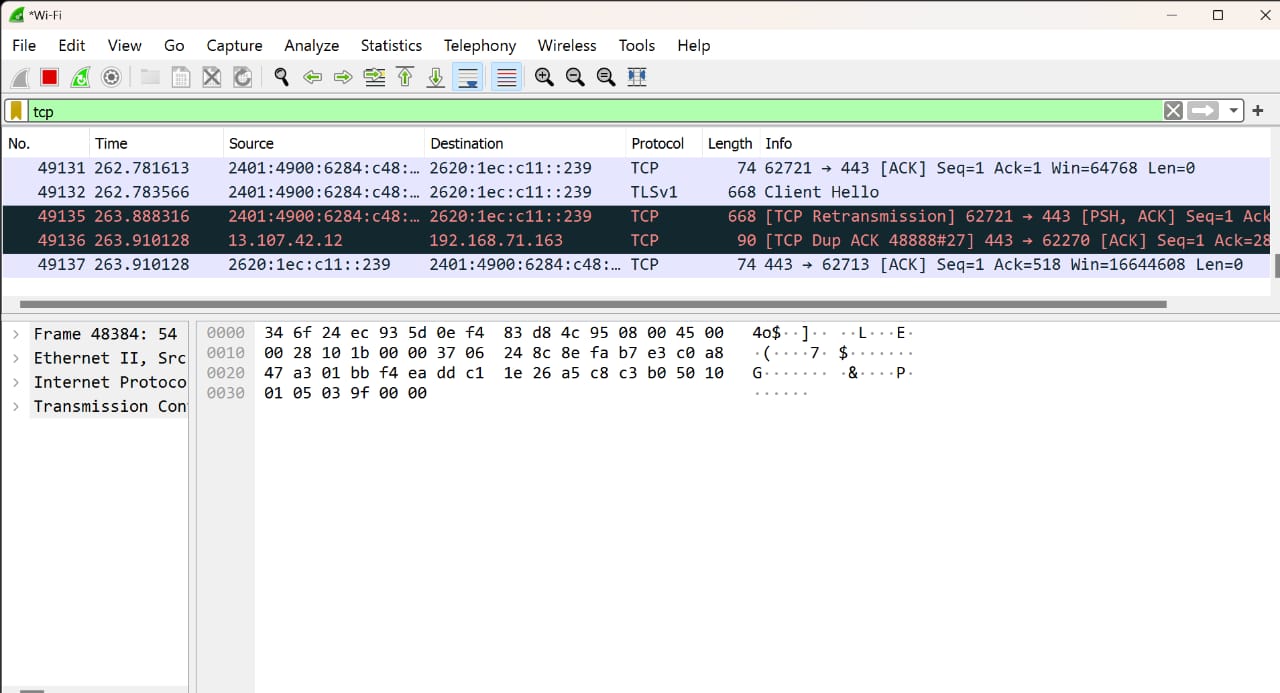 *Wi-Fi
File Edit View Go Capture Analyze Statistics Telephony Wireless Tools Help
tcp
No. Time Source Destination Protocol Length Info
49131 262.781613 2401:4900:6284:c48:… 2620:1ec:c11::239 TCP 74 62721 → 443 [ACK] Seq=1 Ack=1 Win=64768 Len=0
49132 262.783566 2401:4900:6284:c48:… 2620:1ec:c11::239 TLSv1 668 Client Hello
49135 263.888316 2401:4900:6284:c48:… 2620:1ec:c11::239 TCP 668 [TCP Retransmission] 62721 → 443 [PSH, ACK] Seq=1 Ack
49136 263.910128 13.107.42.12 192.168.71.163 TCP 90 [TCP Dup ACK 48888#27] 443 → 62270 [ACK] Seq=1 Ack=28
49137 263.910128 2620:1ec:c11::239 2401:4900:6284:c48:… TCP 74 443 → 62713 [ACK] Seq=1 Ack=518 Win=16644608 Len=0
Frame 48384: 54
Ethernet II, Src
Internet Protoco
Transmission Con
0000 34 6f 24 ec 93 5d 0e f4 83 d8 4c 95 08 00 45 00 4o$··]·· ··L···E·
0010 00 28 10 1b 00 00 37 06 24 8c 8e fa b7 e3 c0 a8 ·(····7· $·······
0020 47 a3 01 bb f4 ea dd c1 1e 26 a5 c8 c3 b0 50 10 G······· ·&····P·
0030 01 05 03 9f 00 00 ······